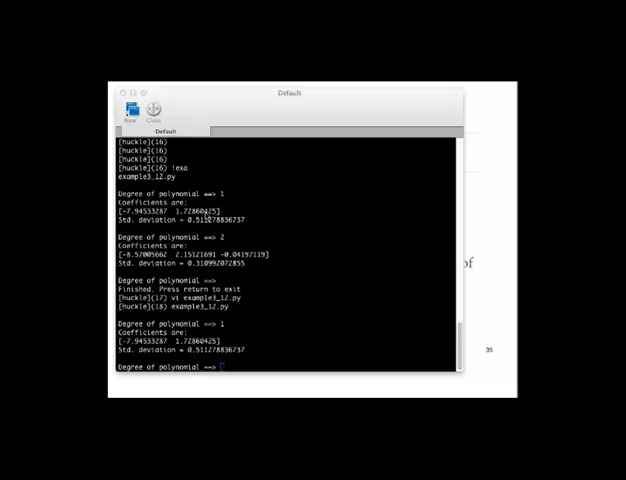 Default
New Close
Default
[huckle](16)
[huckle](16)
[huckle](16)
[huckle](16) !exa
example3_12.py
Degree of polynomial ==> 1
Coefficients are:
[-7.94533287 1.72860425]
Std. deviation = 0.511278836737
Degree of polynomial ==> 2
Coefficients are:
[-8.57005662 2.15121691 -0.04197119]
Std. deviation = 0.310992072855
Degree of polynomial ==>
Finished. Press return to exit
[huckle](17) vi example3_12.py
[huckle](18) example3_12.py
Degree of polynomial ==> 1
Coefficients are:
[-7.94533287 1.72860425]
Std. deviation = 0.511278836737
Degree of polynomial ==>
of
35